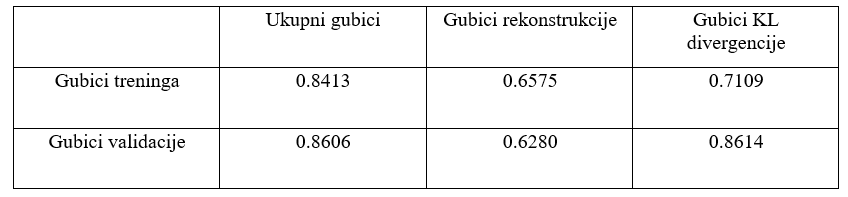 Ukupni gubici Gubici rekonstrukcije Gubici KL
divergencije
Gubici treninga 0.8413 0.6575 0.7109
Gubici validacije 0.8606 0.6280 0.8614